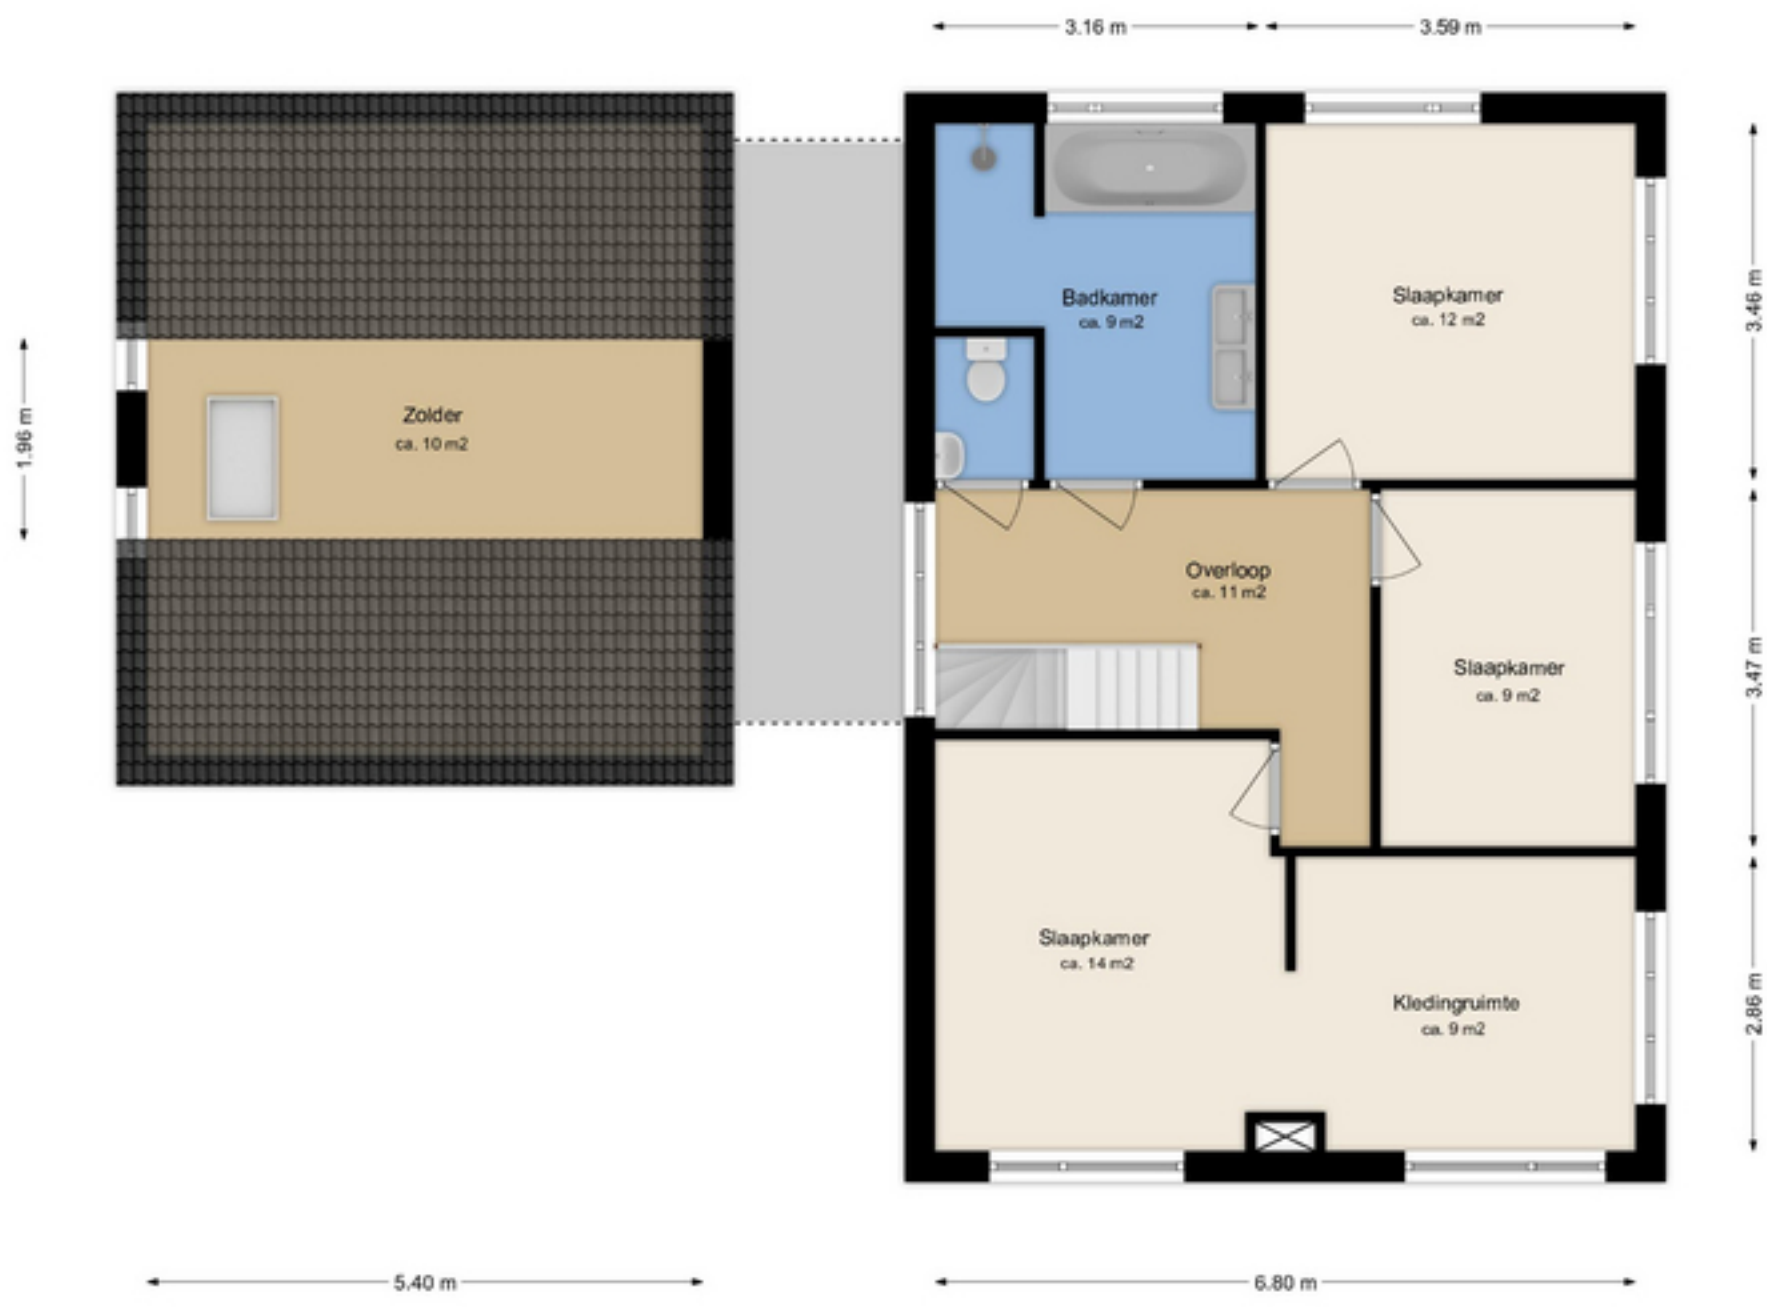 3.16 m
3.59 m
Badkamer
ca. 9 m2
Slaapkamer
ca. 12 m2
3.46 m
Zolder
ca. 10 m2
1.96 m
Overloop
ca. 11 m2
Slaapkamer
ca. 9 m2
3.47 m
Slaapkamer
ca. 14 m2
Kledingruimte
ca. 9 m2
2.86 m
5.40 m
6.80 m